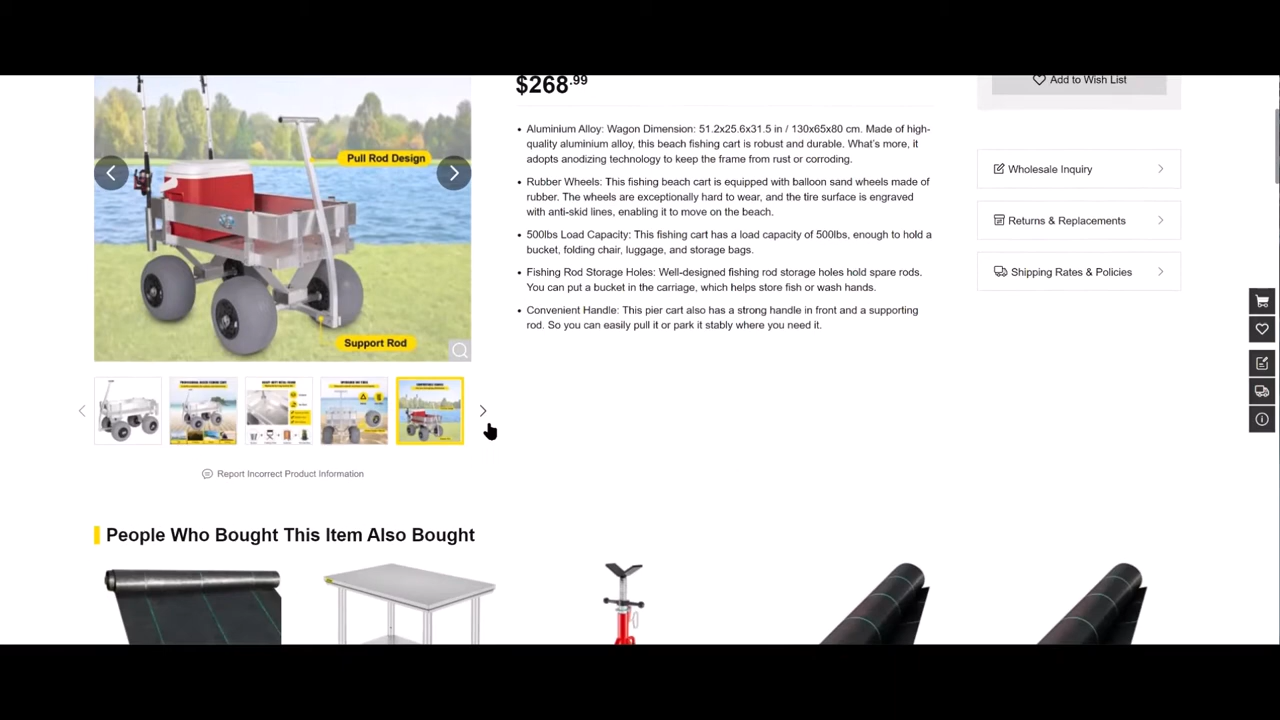 $268.99
Add to Wish List
Pull Rod Design
Support Rod
• Aluminium Alloy: Wagon Dimension: 51.2x25.6x31.5 in / 130x65x80 cm. Made of high-
quality aluminium alloy, this beach fishing cart is robust and durable. What's more, it
adopts anodizing technology to keep the frame from rust or corroding.
• Rubber Wheels: This fishing beach cart is equipped with balloon sand wheels made of
rubber. The wheels are exceptionally hard to wear, and the tire surface is engraved
with anti-skid lines, enabling it to move on the beach.
• 500lbs Load Capacity: This fishing cart has a load capacity of 500lbs, enough to hold a
bucket, folding chair, luggage, and storage bags.
• Fishing Rod Storage Holes: Well-designed fishing rod storage holes hold spare rods.
You can put a bucket in the carriage, which helps store fish or wash hands.
• Convenient Handle: This pier cart also has a strong handle in front and a supporting
rod. So you can easily pull it or park it stably where you need it.
Wholesale Inquiry
Returns & Replacements
Shipping Rates & Policies
Report Incorrect Product Information
People Who Bought This Item Also Bought